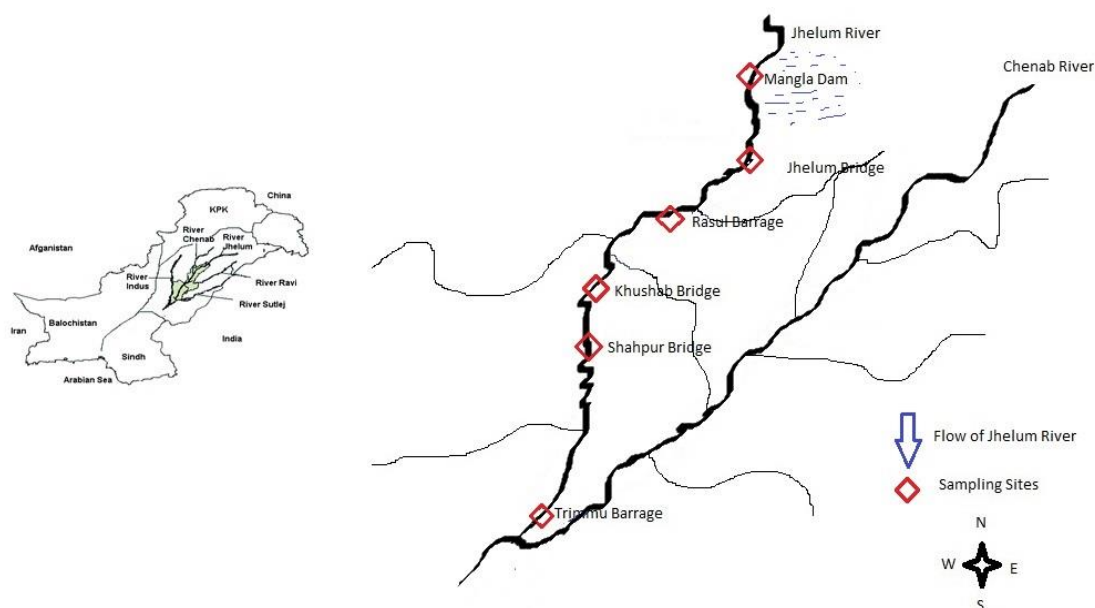 China
KPK
River
Chenab
River
Jhelum
Afganistan
River
Indus
River Ravi
River Sutlej
Iran
Balochistan
India
Sindh
Arabian Sea
Jhelum River
Chenab River
Mangla Dam
Jhelum Bridge
Rasul Barrage
Khushab Bridge
Shahpur Bridge
Trimmu Barrage
Flow of Jhelum River
Sampling Sites
N
W
E
S